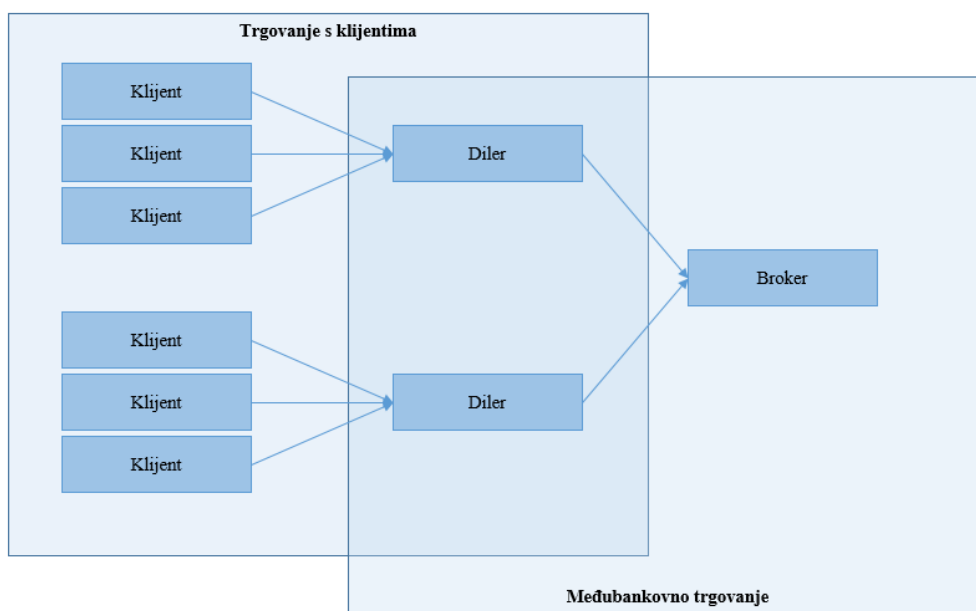 Trgovanje s klijentima
Klijent
Klijent
Klijent
Diler
Broker
Klijent
Klijent
Klijent
Diler
Međubankovno trgovanje